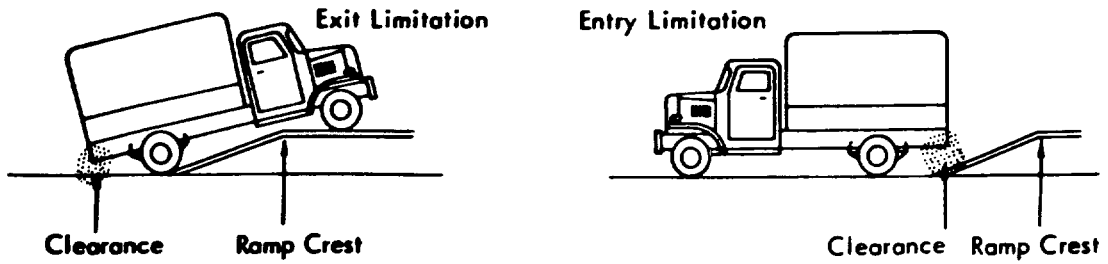 Exit Limitation
Entry Limitation
Clearance
Ramp Crest
Clearance
Ramp Crest